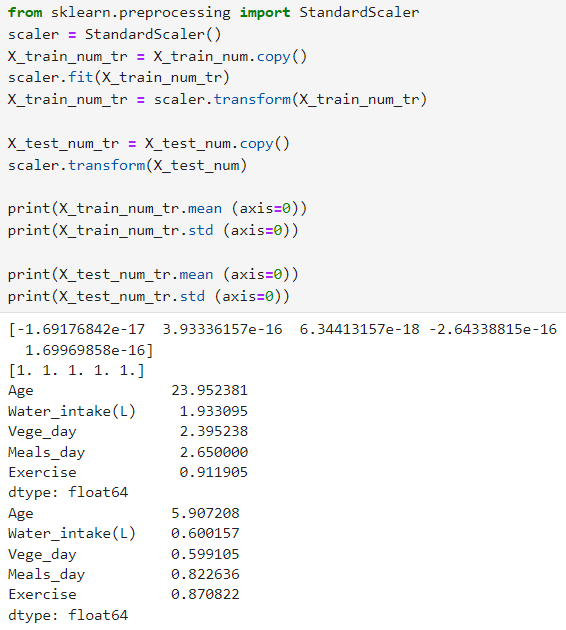 from sklearn.preprocessing import StandardScaler
scaler = StandardScaler()
X_train_num_tr = X_train_num.copy()
scaler.fit(X_train_num_tr)
X_train_num_tr = scaler.transform(X_train_num_tr)

X_test_num_tr = X_test_num.copy()
scaler.transform(X_test_num)

print(X_train_num_tr.mean (axis=0))
print(X_train_num_tr.std (axis=0))

print(X_test_num_tr.mean (axis=0))
print(X_test_num_tr.std (axis=0))
[-1.69176842e-17  3.93336157e-16  6.34413157e-18 -2.64338815e-16
  1.69969858e-16]
[1. 1. 1. 1. 1.]
Age                23.952381
Water_intake(L)     1.933095
Vege_day            2.395238
Meals_day           2.650000
Exercise            0.911905
dtype: float64
Age                5.907208
Water_intake(L)    0.600157
Vege_day           0.599105
Meals_day          0.822636
Exercise           0.870822
dtype: float64